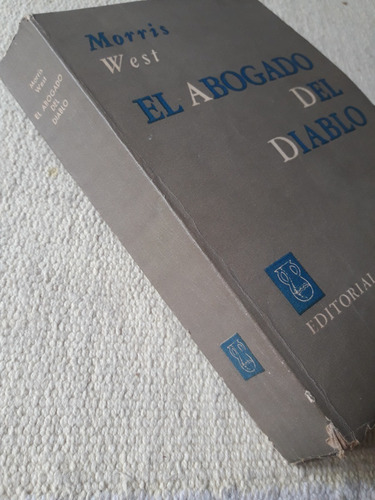 Morris
West
EL ABOGADO
DEL
DIABLO
EDITORIAL
Morris
West
EL ABOGADO
DEL
DIABLO